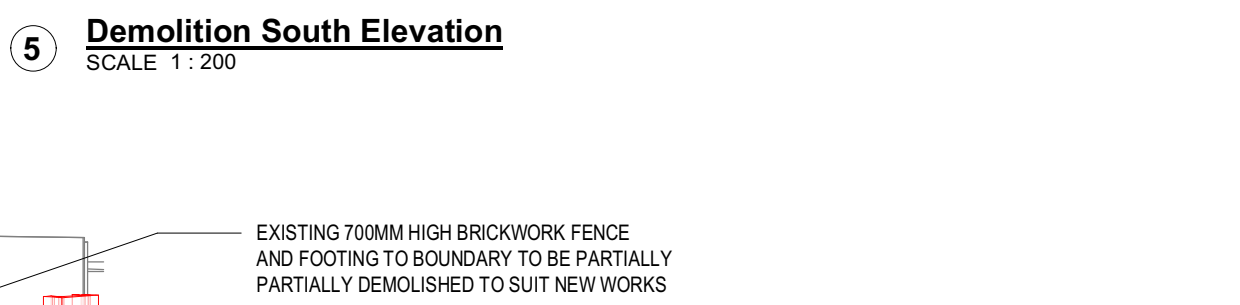 5 Demolition South Elevation
SCALE 1 : 200
EXISTING 700MM HIGH BRICKWORK FENCE
AND FOOTING TO BOUNDARY TO BE PARTIALLY
PARTIALLY DEMOLISHED TO SUIT NEW WORKS